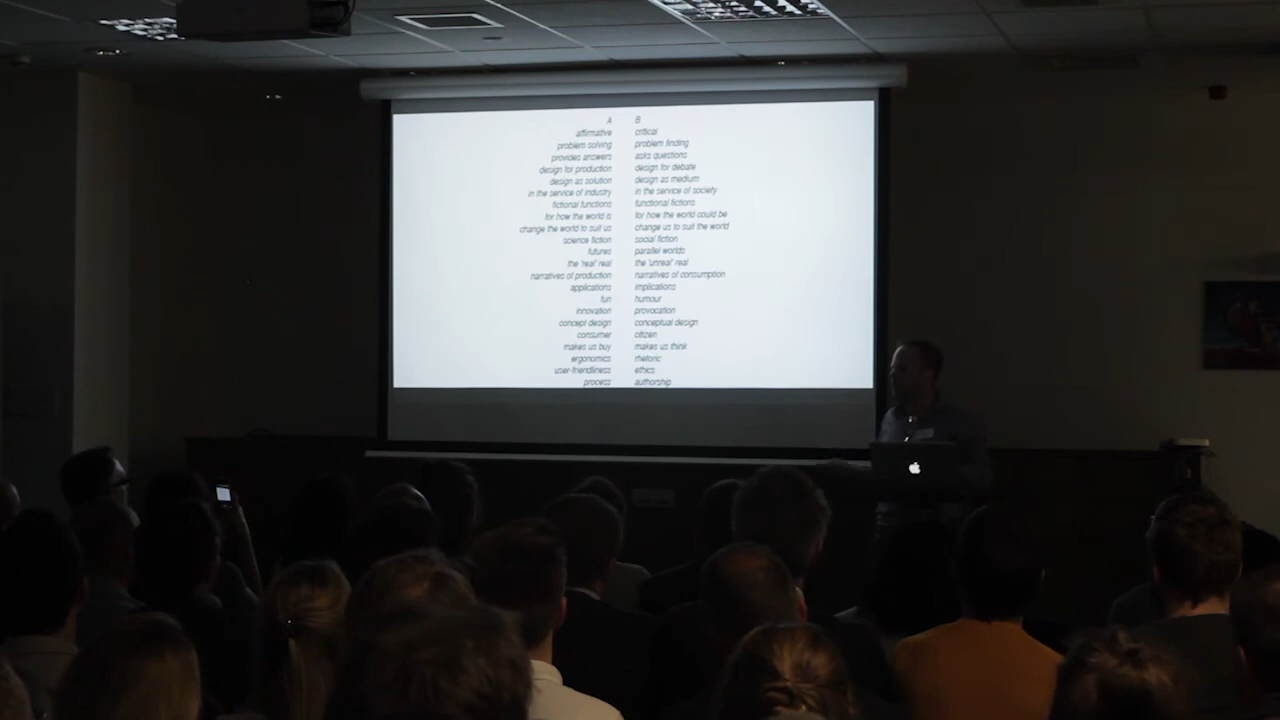 A B
affirmative critical
problem solving problem finding
provides answers asks questions
design for production design for debate
design as solution design as medium
in the service of industry in the service of society
fictional functions functional fictions
for how the world is for how the world could be
change the world to suit us change us to suit the world
science fiction social fiction
futures parallel worlds
the 'real' real the 'unreal' real
narratives of production narratives of consumption
applications implications
fun humour
innovation provocation
concept design conceptual design
consumer citizen
makes us buy makes us think
ergonomics rhetoric
user-friendliness ethics
process authorship